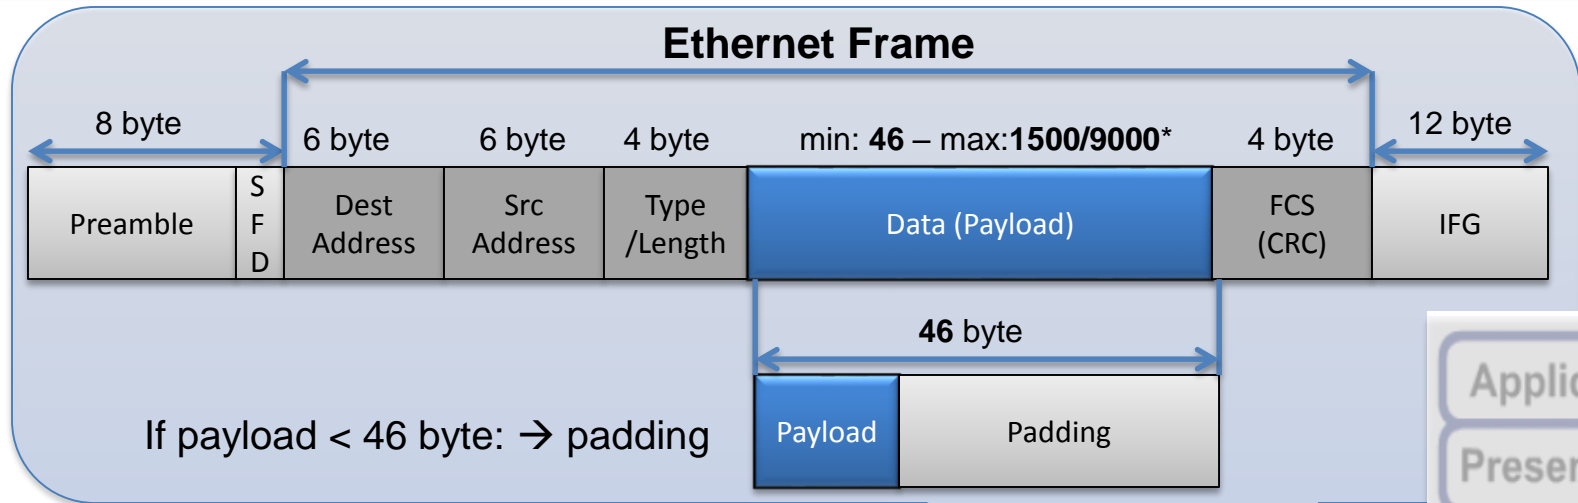 Ethernet Frame
8 byte
6 byte
6 byte
4 byte
min: 46 – max:1500/9000*
4 byte
12 byte
Preamble
S
F
D
Dest
Address
Src
Address
Type
/Length
Data (Payload)
FCS
(CRC)
IFG
46 byte
If payload < 46 byte: → padding
Payload
Padding
Applic
Presen